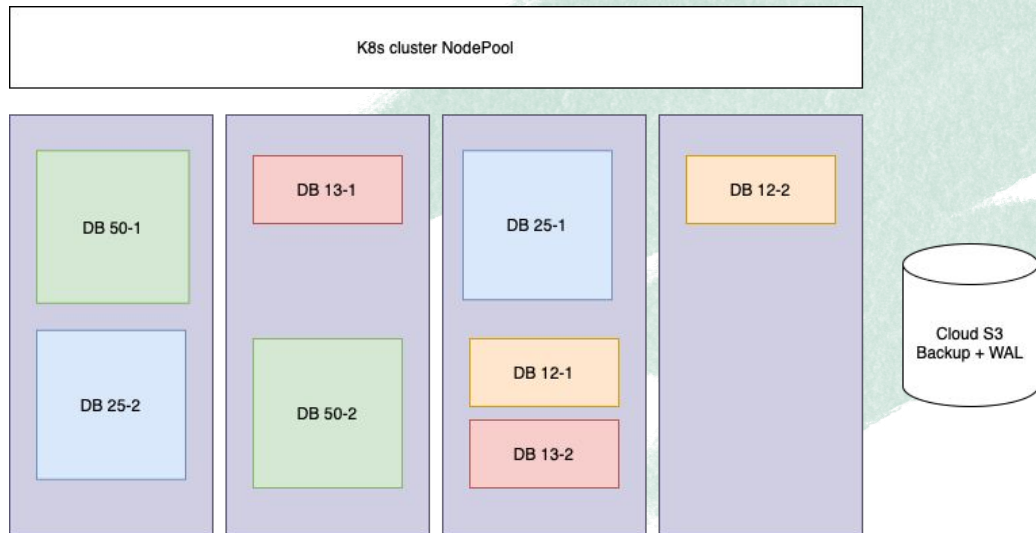 K8s cluster NodePool
DB 50-1
DB 25-2
DB 13-1
DB 50-2
DB 25-1
DB 12-1
DB 13-2
DB 12-2
Cloud S3
Backup + WAL